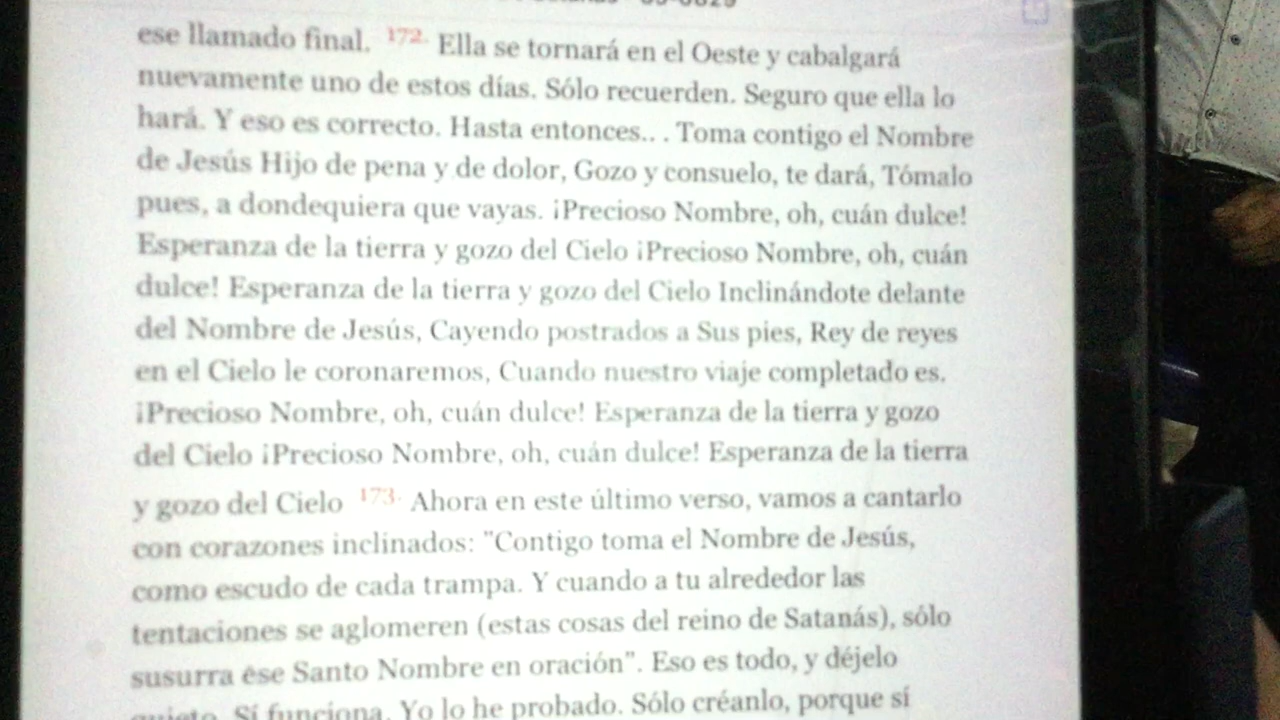 ese llamado final. 172. Ella se tornará en el Oeste y cabalgará
nuevamente uno de estos días. Sólo recuerden. Seguro que ella lo
hará. Y eso es correcto. Hasta entonces.. . Toma contigo el Nombre
de Jesús Hijo de pena y de dolor, Gozo y consuelo, te dará, Tómalo
pues, a dondequiera que vayas. ¡Precioso Nombre, oh, cuán dulce!
Esperanza de la tierra y gozo del Cielo ¡Precioso Nombre, oh, cuán
dulce! Esperanza de la tierra y gozo del Cielo Inclinándote delante
del Nombre de Jesús, Cayendo postrados a Sus pies, Rey de reyes
en el Cielo le coronaremos, Cuando nuestro viaje completado es.
¡Precioso Nombre, oh, cuán dulce! Esperanza de la tierra y gozo
del Cielo ¡Precioso Nombre, oh, cuán dulce! Esperanza de la tierra
y gozo del Cielo 173. Ahora en este último verso, vamos a cantarlo
con corazones inclinados: "Contigo toma el Nombre de Jesús,
como escudo de cada trampa. Y cuando a tu alrededor las
tentaciones se aglomeren (estas cosas del reino de Satanás), sólo
susurra ese Santo Nombre en oración”. Eso es todo, y déjelo
quieto. Sí funciona. Yo lo he probado. Sólo créanlo, porque sí